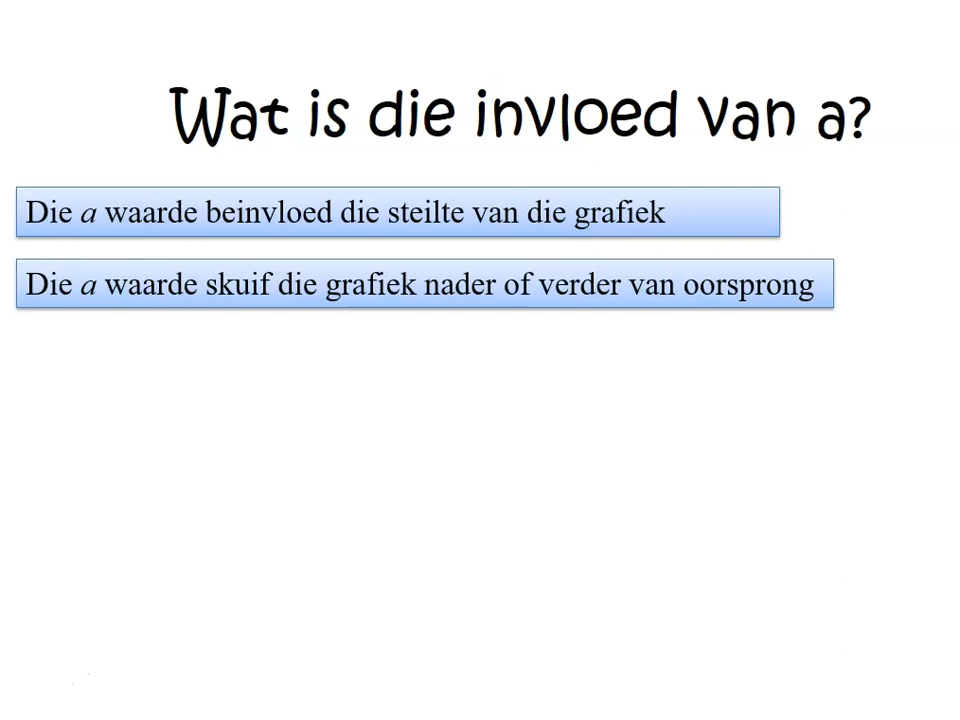 Wat is die invloed van a?
Die a waarde beinvloed die steilte van die grafiek
Die a waarde skuif die grafiek nader of verder van oorsprong